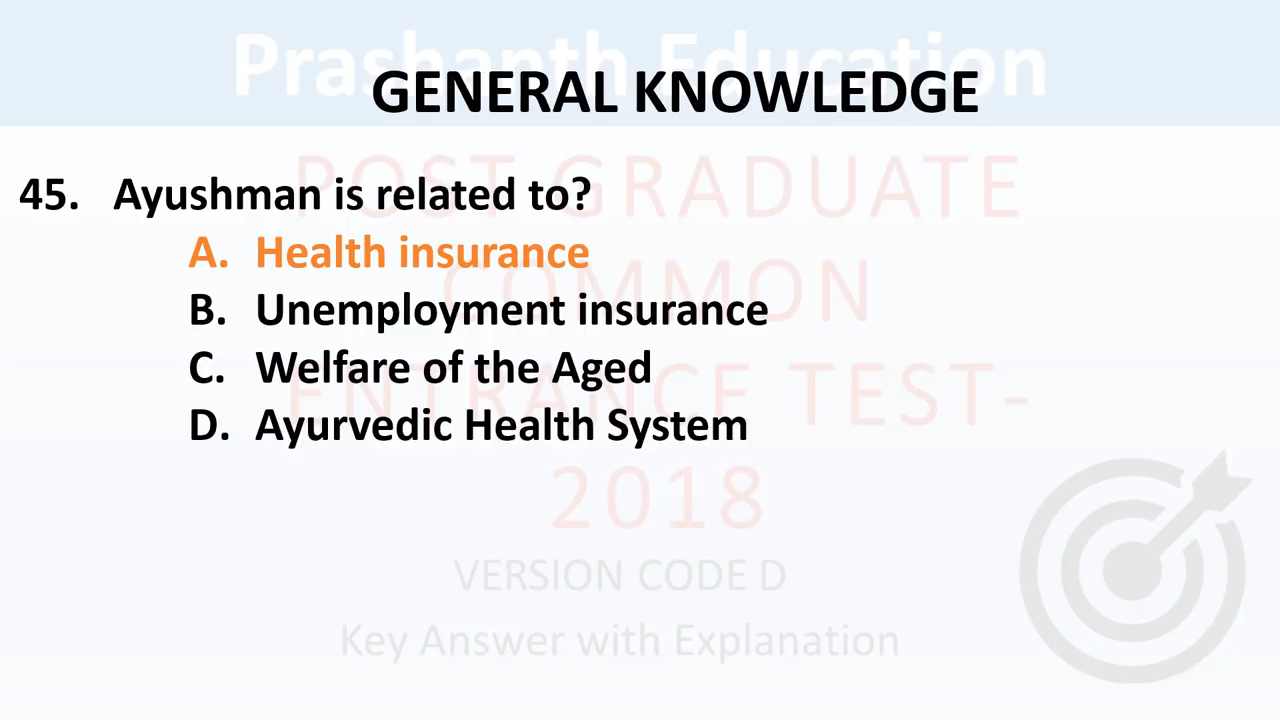 Prashanth Education
GENERAL KNOWLEDGE
POST GRADUATE
45. Ayushman is related to?
A. Health insurance
COMMON
B. Unemployment insurance
C. Welfare of the Aged
ENTRANCE TEST-
D. Ayurvedic Health System
2018
VERSION CODE D
Key Answer with Explanation